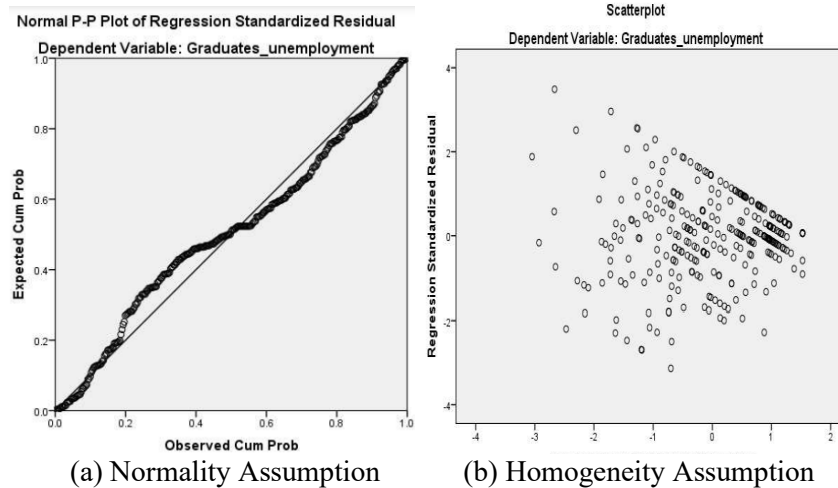 Normal P-P Plot of Regression Standardized Residual
Dependent Variable: Graduates_unemployment
1.0
0.8
0.6
0.4
0.2
0.0
Expected Cum Prob
0.0 0.2 0.4 0.6 0.8 1.0
Observed Cum Prob
(a) Normality Assumption
Scatterplot
Dependent Variable: Graduates_unemployment
4
2
0
-2
-4
Regression Standardized Residual
-4 -3 -2 -1 0 1 2
(b) Homogeneity Assumption